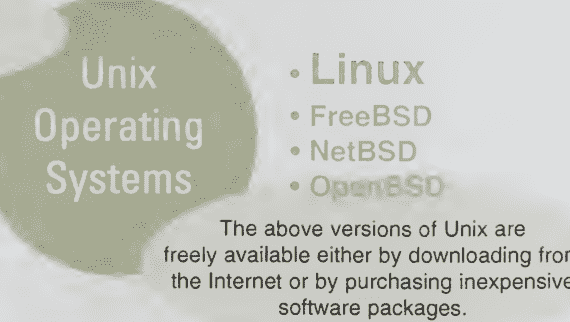 Unix
Operating
Systems
• Linux
• FreeBSD
• NetBSD
• OpenBSD
The above versions of Unix are
freely available either by downloading from
the Internet or by purchasing inexpensive
software packages.